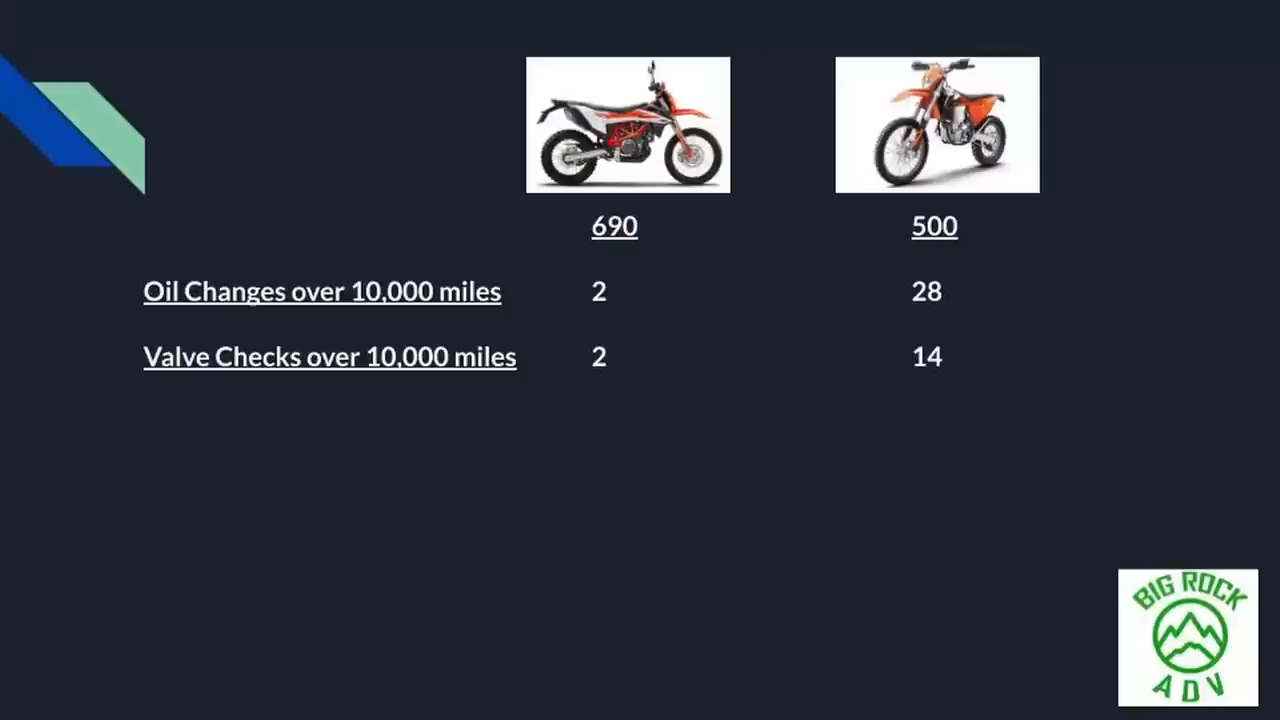 690 500
Oil Changes over 10,000 miles 2 28
Valve Checks over 10,000 miles 2 14
BIG ROCK
ADV